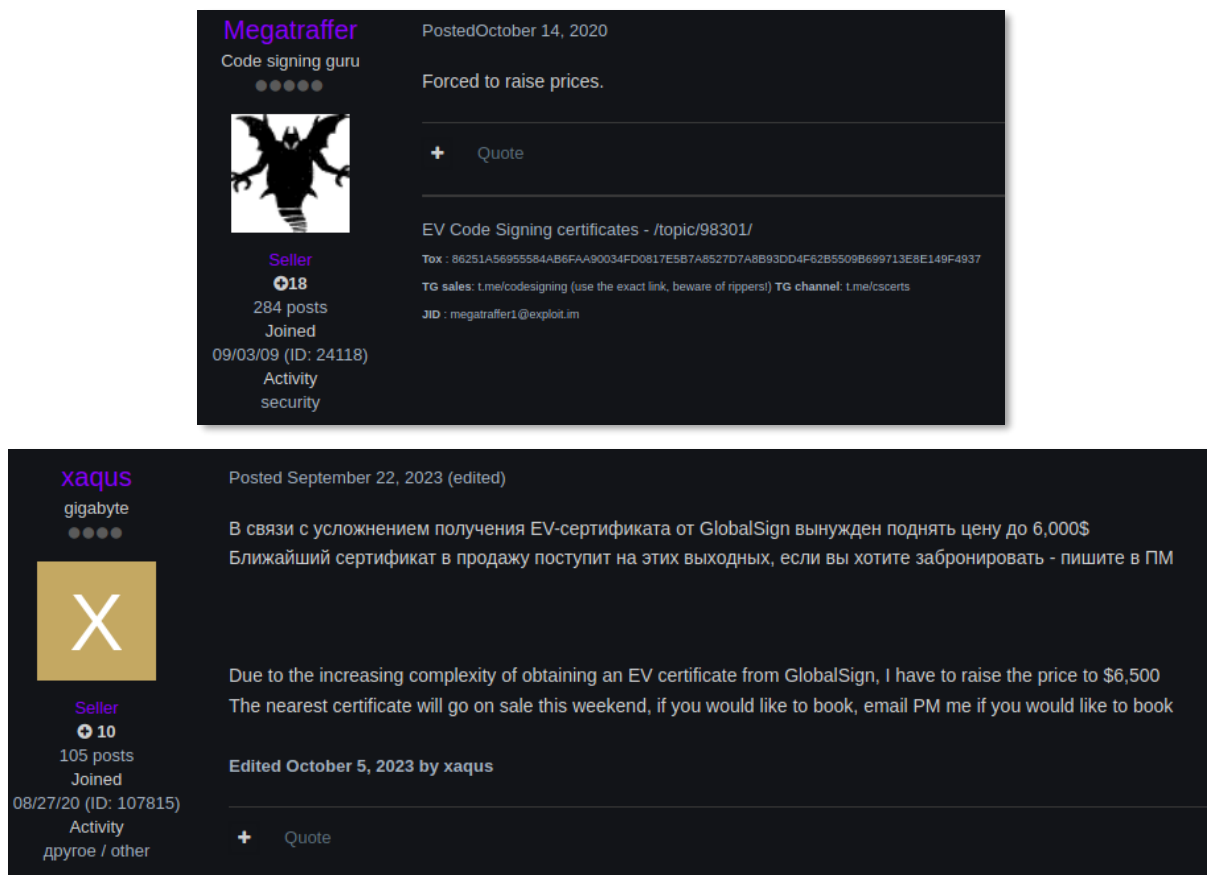 Megatraffer
Code signing guru
PostedOctober 14, 2020
Forced to raise prices.
+ Quote
EV Code Signing certificates - /topic/98301/
Tox : 86251A56955584AB6FAA90034FD0817E5B7A8527D7A8B93DD4F62B5509B699713E8E149F4937
TG sales: t.me/codesigning (use the exact link, beware of rippers!) TG channel: t.me/cscerts
JID : megatraffer1@exploit.im
Seller
+18
284 posts
Joined
09/03/09 (ID: 24118)
Activity
security
xaqus
gigabyte
X
Seller
+ 10
105 posts
Joined
08/27/20 (ID: 107815)
Activity
другое / other
Posted September 22, 2023 (edited)
В связи с усложнением получения EV-сертификата от GlobalSign вынужден поднять цену до 6,000$
Ближайший сертификат в продажу поступит на этих выходных, если вы хотите забронировать - пишите в ПМ
Due to the increasing complexity of obtaining an EV certificate from GlobalSign, I have to raise the price to $6,500
The nearest certificate will go on sale this weekend, if you would like to book, email PM me if you would like to book
Edited October 5, 2023 by xaqus
+ Quote